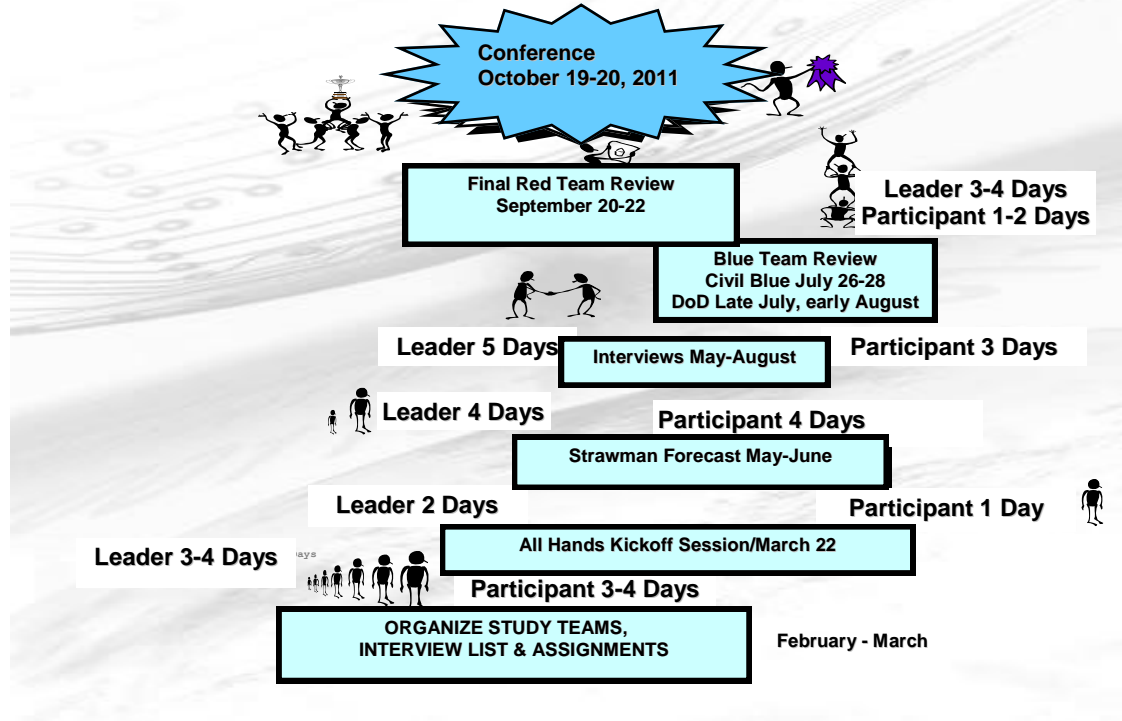 Conference
October 19-20, 2011
Final Red Team Review
September 20-22
Leader 3-4 Days
Participant 1-2 Days
Blue Team Review
Civil Blue July 26-28
DoD Late July, early August
Leader 5 Days
Interviews May-August
Participant 3 Days
Leader 4 Days
Participant 4 Days
Strawman Forecast May-June
Leader 2 Days
Participant 1 Day
All Hands Kickoff Session/March 22
Leader 3-4 Days
ays
Participant 3-4 Days
ORGANIZE STUDY TEAMS,
INTERVIEW LIST & ASSIGNMENTS
February - March